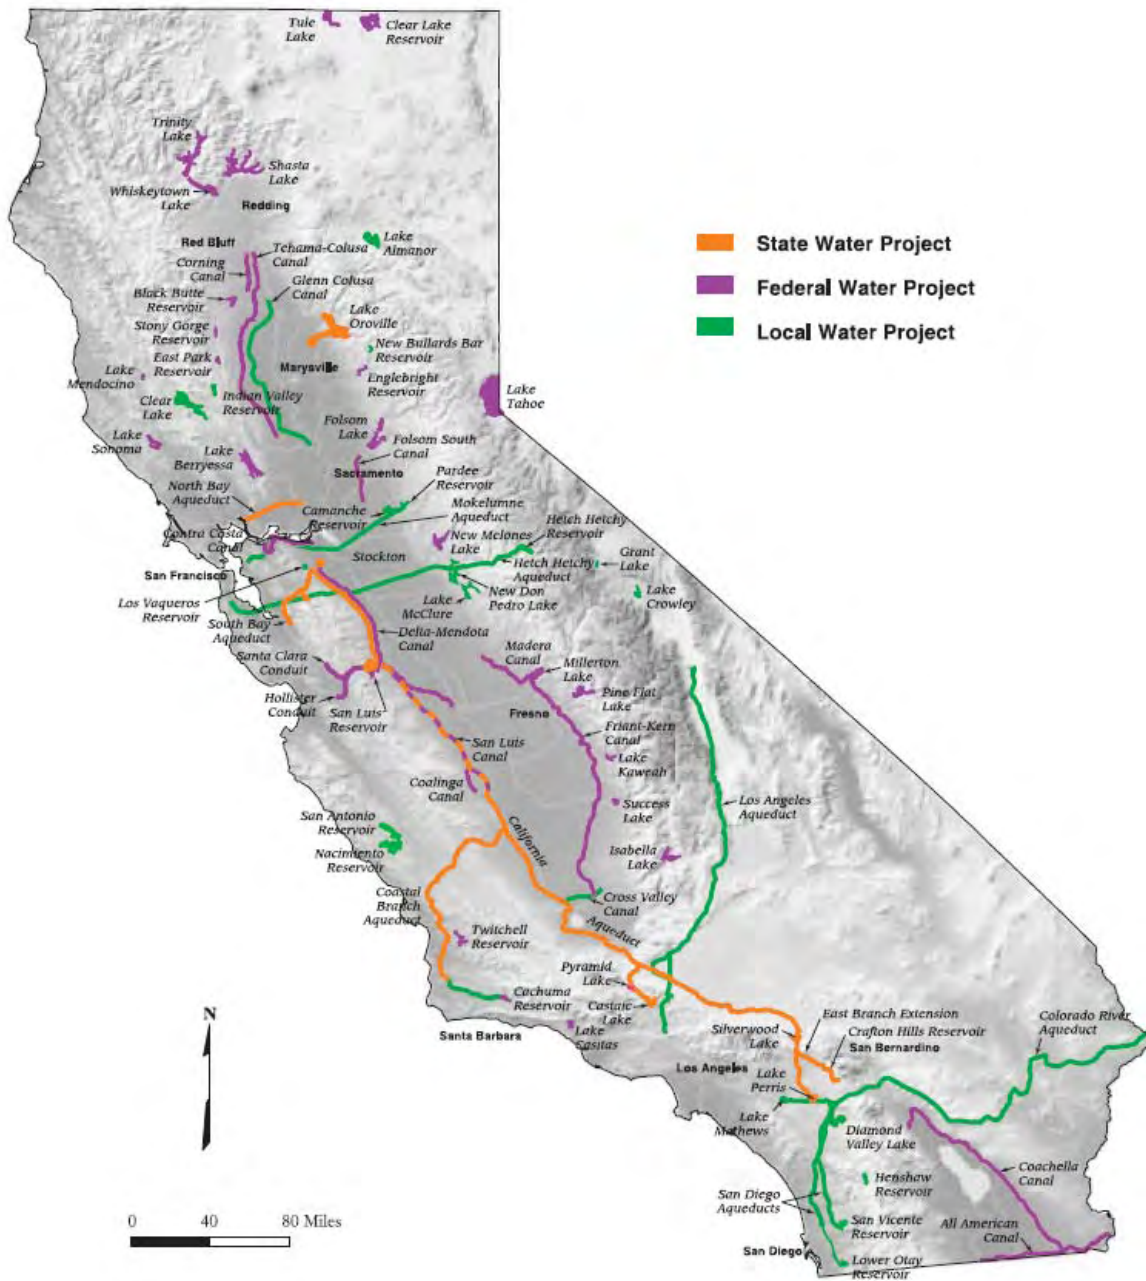 Tule
Lake
Clear Lake
Reservoir
Trinity
Lake
Shasta
Lake
Whiskeytown
Lake
Redding
State Water Project
Federal Water Project
Local Water Project
Red Bluff
Tehama-Colusa
Canal
Lake
Almanor
Corning
Canal
Glenn Colusa
Canal
Black Butte
Reservoir
Lake
Oroville
Stony Gorge
Reservoir
New Bullards Bar
Reservoir
East Park
Reservoir
Marysville
Englebright
Reservoir
Lake
Mendocino
Clear
Lake
Indian Valley
Reservoir
Lake
Tahoe
Lake
Sonoma
Folsom
Lake
Folsom South
Canal
Lake
Berryessa
Sacramento
Pardee
Reservoir
North Bay
Aqueduct
Camanche
Reservoir
Mokelumne
Aqueduct
Hetch Hetchy
Reservoir
Contra Costa
Canal
New Melones
Lake
Stockton
Hetch Hetchy
Aqueduct
Grant
Lake
San Francisco
New Don
Pedro Lake
Lake
Crowley
Los Vaqueros
Reservoir
Lake
McClure
South Bay
Aqueduct
Delta-Mendota
Canal
Santa Clara
Conduit
Madera
Canal
Millerton
Lake
Hollister
Conduit
San Luis
Reservoir
Pine Flat
Lake
Fresno
Friant-Kern
Canal
San Luis
Canal
Lake
Kaweah
Coalinga
Canal
Los Angeles
Aqueduct
Success
Lake
San Antonio
Reservoir
California
Nacimiento
Reservoir
Isabella
Lake
Coastal
Branch
Aqueduct
Cross Valley
Canal
Aqueduct
Twitchell
Reservoir
Pyramid
Lake
Cachuma
Reservoir
Castaic
Lake
N
Santa Barbara
Lake
Casitas
East Branch Extension
Silverwood
Lake
Crafton Hills Reservoir
San Bernardino
Colorado River
Aqueduct
Los Angeles
Lake
Perris
Lake
Mathews
Diamond
Valley Lake
Coachella
Canal
Henshaw
Reservoir
San Diego
Aqueducts
San Vicente
Reservoir
All American
Canal
0 40 80 Miles
San Diego
Lower Otay
Reservoir